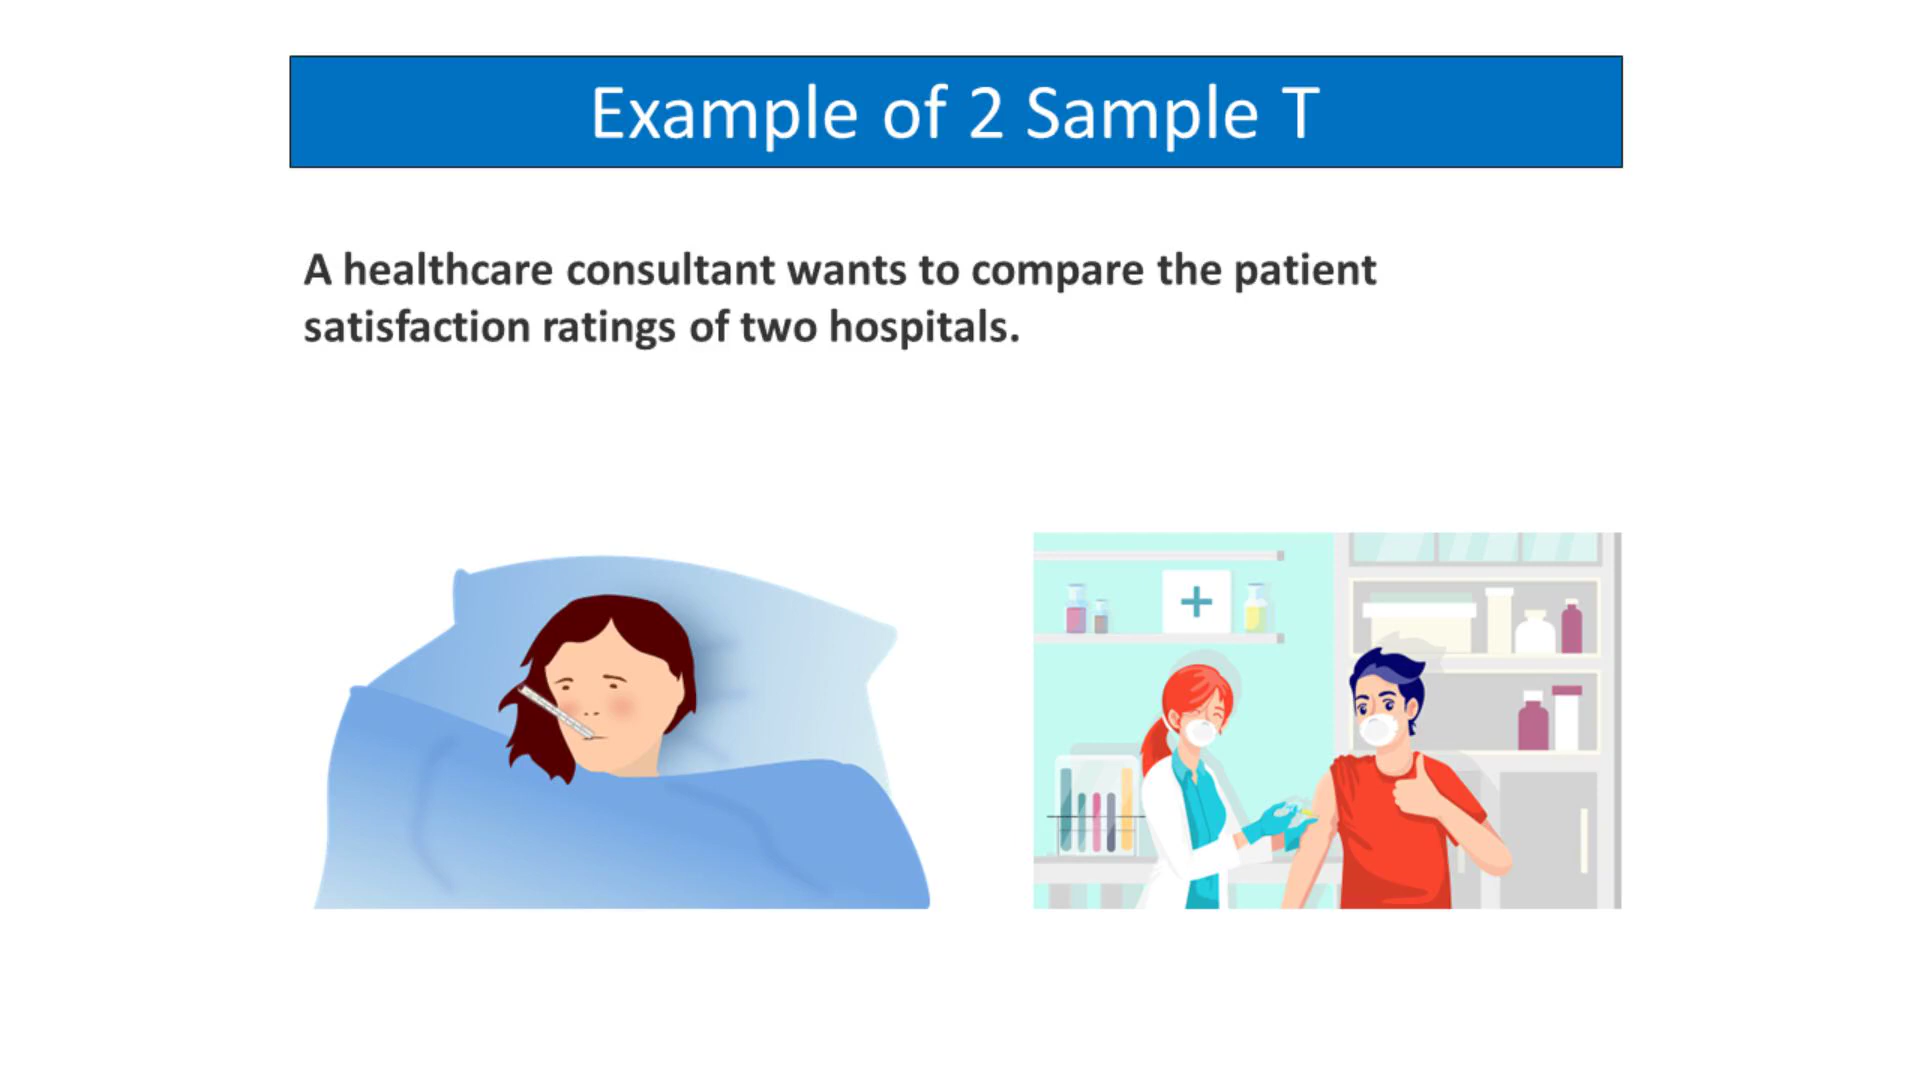 Example of 2 Sample T
A healthcare consultant wants to compare the patient
satisfaction ratings of two hospitals.